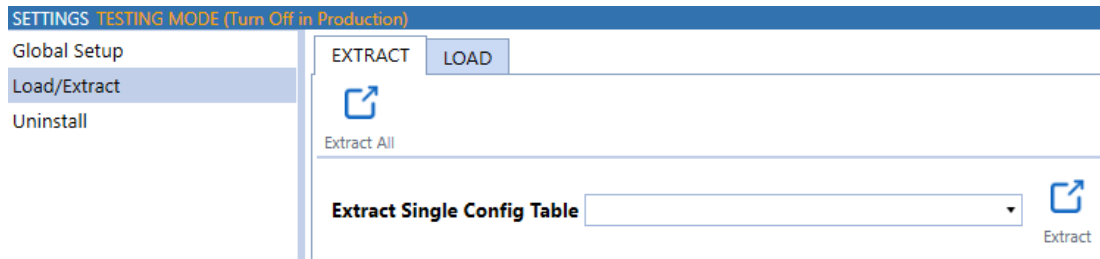 SETTINGS TESTING MODE (Turn Off in Production)
Global Setup
Load/Extract
Uninstall
EXTRACT
LOAD
Extract All
Extract Single Config Table
Extract